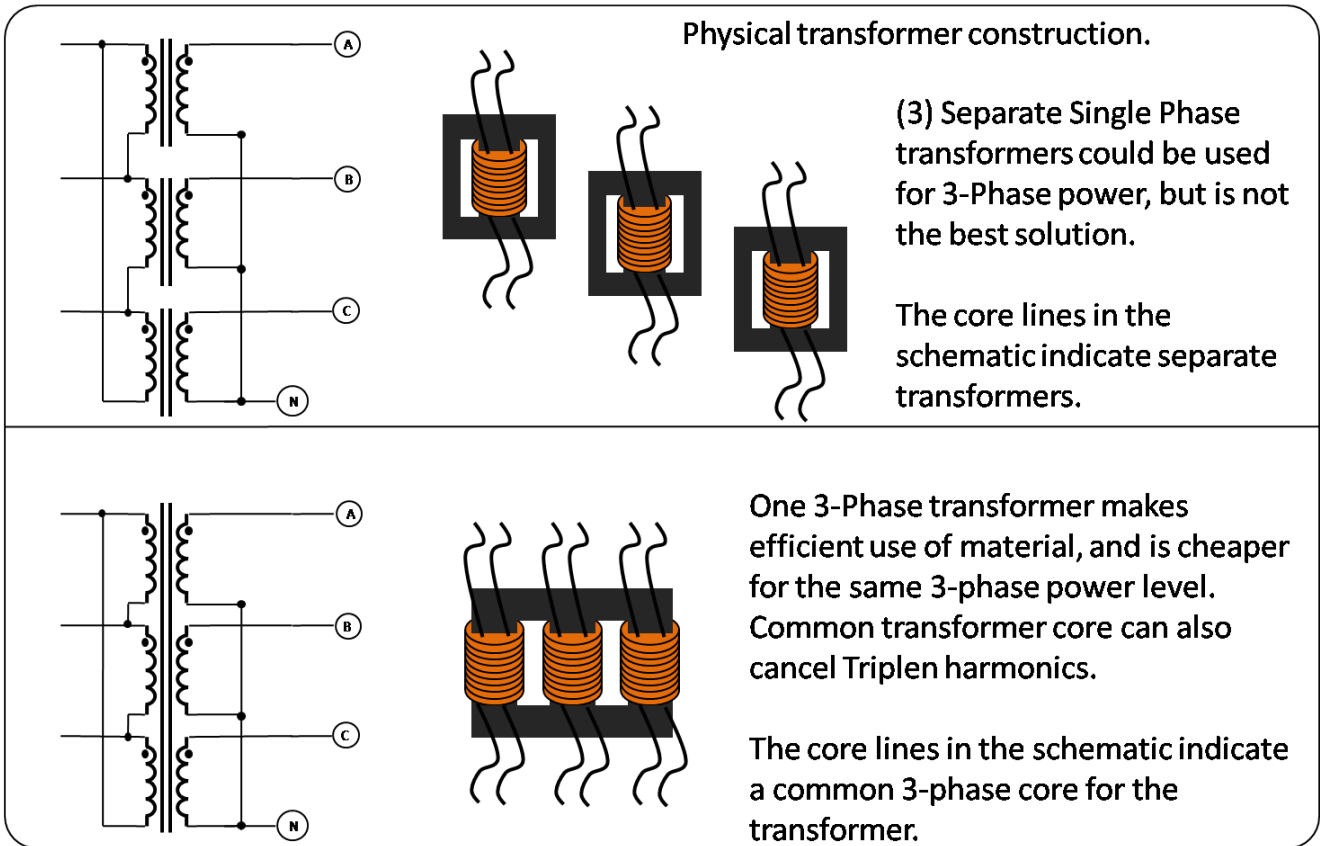 Physical transformer construction.
A
(3) Separate Single Phase
transformers could be used
for 3-Phase power, but is not
the best solution.
B
The core lines in the
schematic indicate separate
transformers.
C
N
One 3-Phase transformer makes
efficient use of material, and is cheaper
for the same 3-phase power level.
Common transformer core can also
cancel Triplen harmonics.
A
B
The core lines in the schematic indicate
a common 3-phase core for the
transformer.
C
N